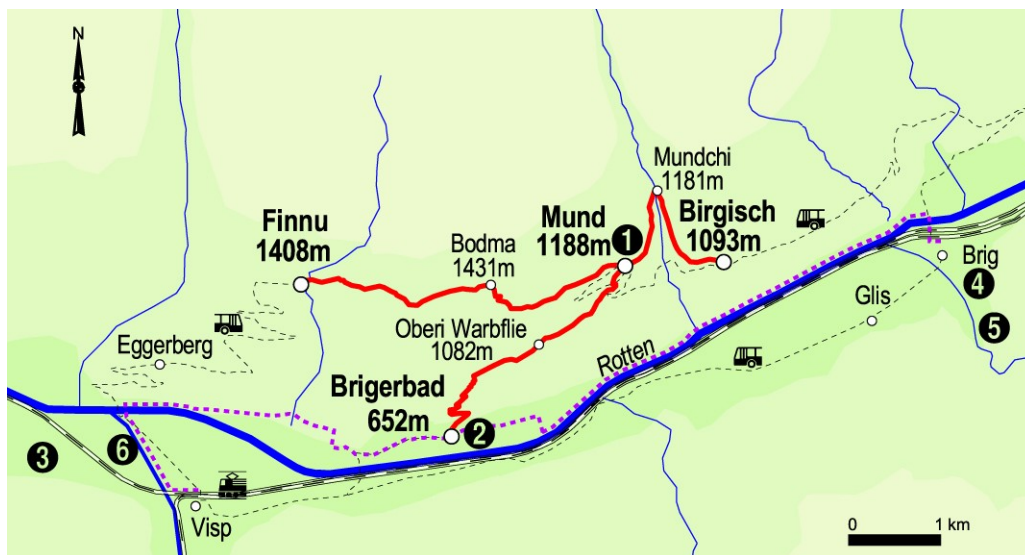 N
Mundchi
1181m
Finnu
1408m
Mund
1188m
1
Birgisch
1093m
Bodma
1431m
Brig
4
Glis
5
Oberi Warbflie
1082m
Rotten
Eggerberg
Brigerbad
652m
2
3
6
Visp
0 1 km